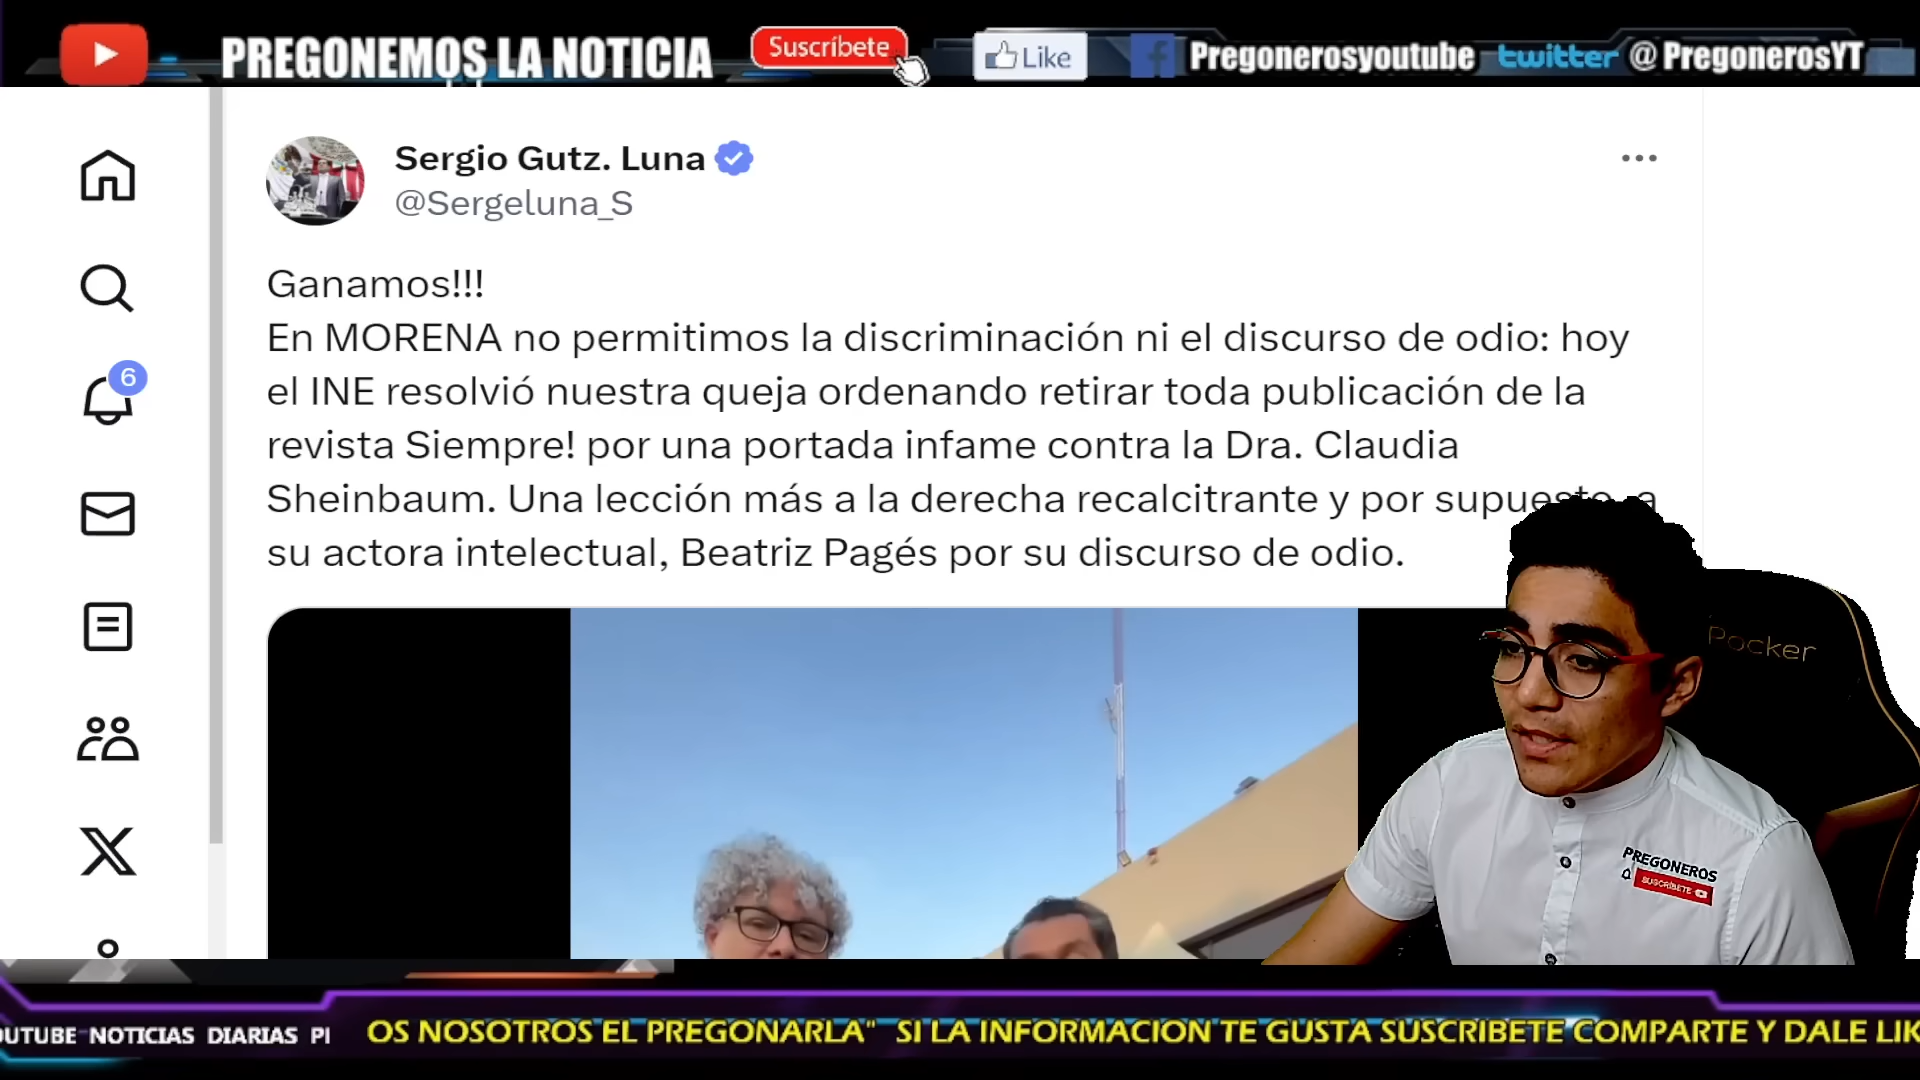 PREGONEMOS LA NOTICIA
Suscríbete
Like
Pregonerosyoutube
twitter @PregonerosYT
Sergio Gutz. Luna
@Sergeluna_S
Ganamos!!!
En MORENA no permitimos la discriminación ni el discurso de odio: hoy
el INE resolvió nuestra queja ordenando retirar toda publicación de la
revista Siempre! por una portada infame contra la Dra. Claudia
Sheinbaum. Una lección más a la derecha recalcitrante y por supuesto, a
su actora intelectual, Beatriz Pagés por su discurso de odio.
6
Pocker
PREGONEROS
SUSCRÍBETE
OUTUBE NOTICIAS DIARIAS PI
OS NOSOTROS EL PREGONARLA" SI LA INFORMACION TE GUSTA SUSCRIBETE COMPARTE Y DALE LIK